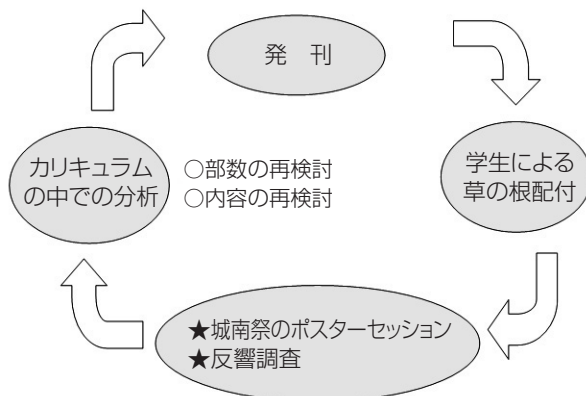 発 刊
学生による
草の根配付
★城南祭のポスターセッション
★反響調査
カリキュラム
の中での分析
○部数の再検討
○内容の再検討